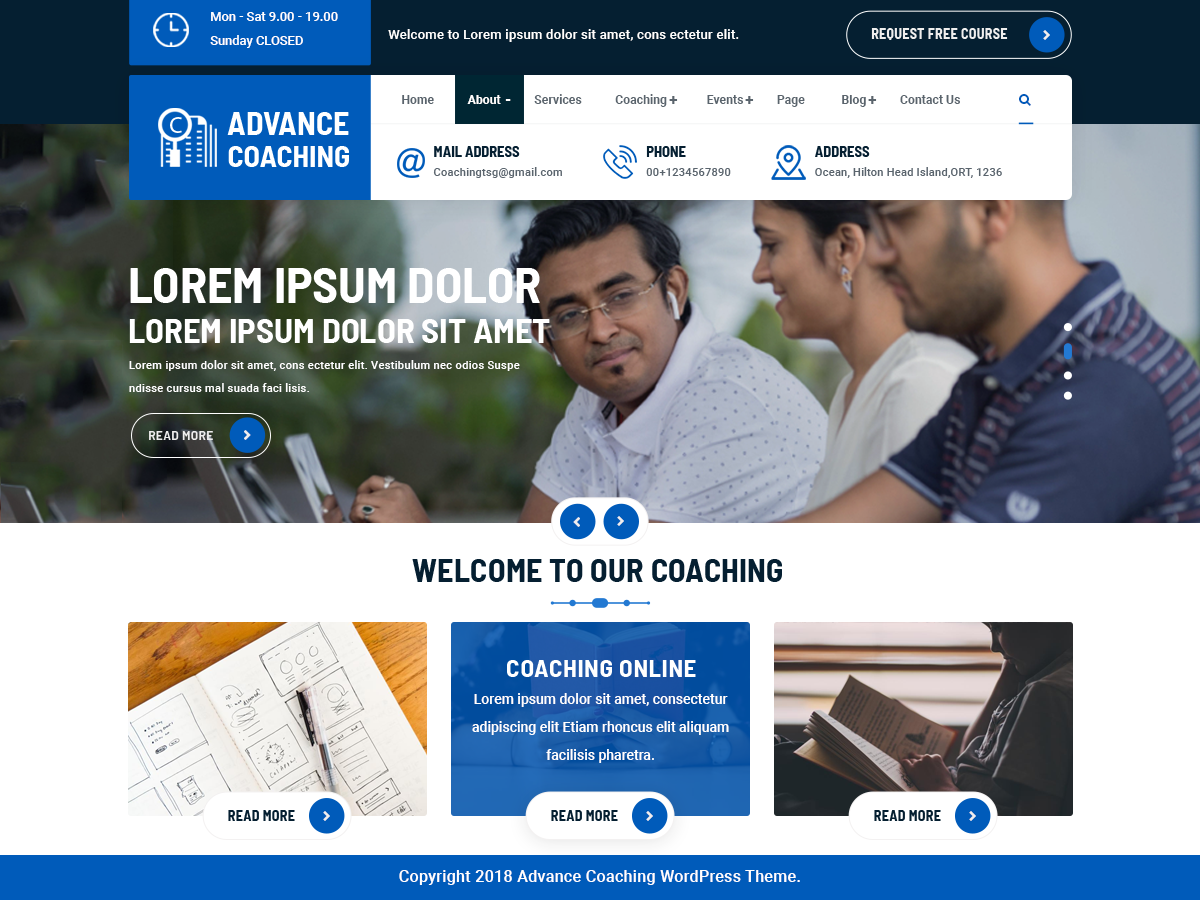 Mon - Sat 9.00 - 19.00
Sunday CLOSED
Welcome to Lorem ipsum dolor sit amet, cons ectetur elit.
REQUEST FREE COURSE
ADVANCE
COACHING
Home
About -
Services
Coaching +
Events +
Page
Blog +
Contact Us
MAIL ADDRESS
Coachingtsg@gmail.com
PHONE
00+1234567890
ADDRESS
Ocean, Hilton Head Island,ORT, 1236
LOREM IPSUM DOLOR
LOREM IPSUM DOLOR SIT AMET
Lorem ipsum dolor sit amet, cons ectetur elit. Vestibulum nec odios Suspe
ndisse cursus mal suada faci lisis.
READ MORE
WELCOME TO OUR COACHING
COACHING ONLINE
Lorem ipsum dolor sit amet, consectetur
adipiscing elit Etiam rhoncus elit aliquam
facilisis pharetra.
READ MORE
READ MORE
READ MORE
Copyright 2018 Advance Coaching WordPress Theme.